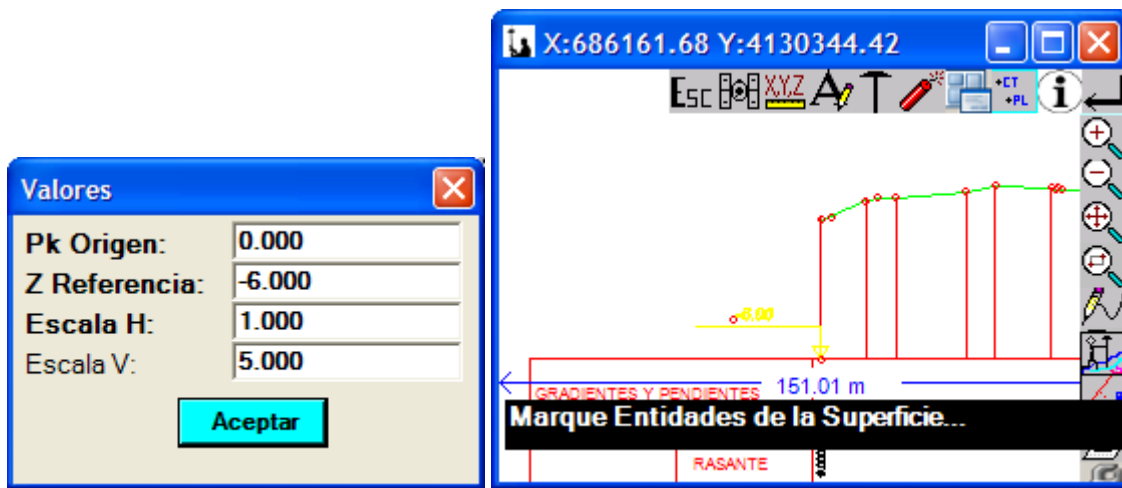 Valores
Pk Origen: 0.000
Z Referencia: -6.000
Escala H: 1.000
Escala V: 5.000
Aceptar
X:686161.68 Y:4130344.42
ESC X,Y,Z A T +CT +PL i
-6.00
151.01 m
GRADIENTES Y PENDIENTES
Marque Entidades de la Superficie...
RASANTE